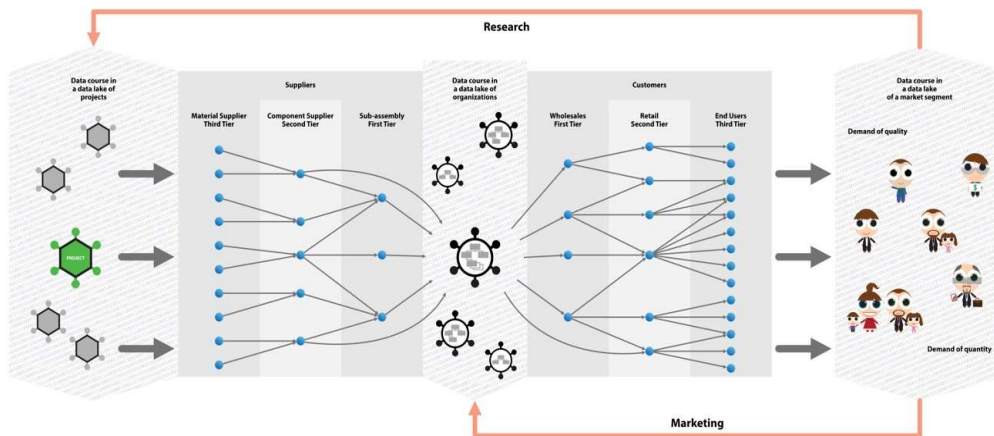 Research
Data course in
a data lake of
projects
PROJECT
Suppliers
Material Supplier
Third Tier
Component Supplier
Second Tier
Sub-assembly
First Tier
Data course in
a data lake of
organizations
Customers
Wholesales
First Tier
Retail
Second Tier
End Users
Third Tier
Data course in
a data lake
of a market segment
Demand of quality
$
Demand of quantity
Marketing